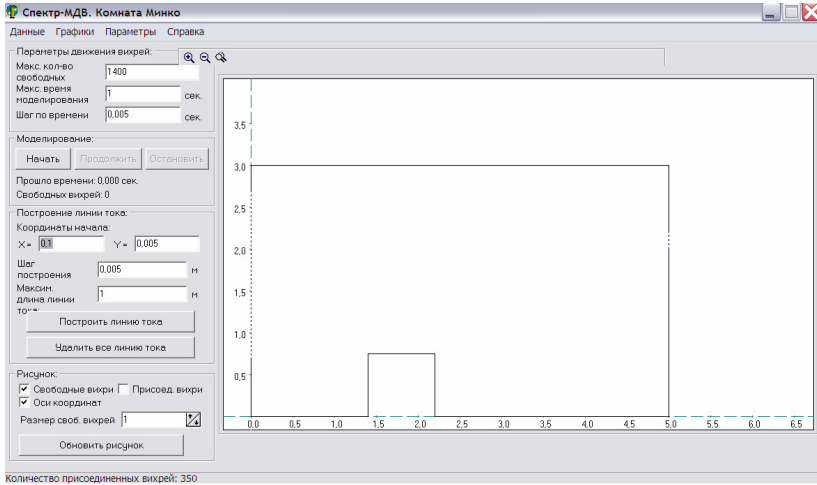 Спектр-МДВ. Комната Минко
Данные Графики Параметры Справка
Параметры движения вихрей:
Макс. кол-во
свободных
1400
Макс. время
моделирования
1
сек.
Шаг по времени
0,005
сек.
Моделирование:
Начать
Продолжить
Остановить
Прошло времени: 0,000 сек.
Свободных вихрей: 0
Построение линии тока:
Координаты начала:
X= 0.1 Y= 0,005
Шаг
построения
0,005
м
Максим.
длина линии
тока:
1
м
Построить линию тока
Удалить все линию тока
Рисунок:
Свободные вихри Присоед. вихри
Оси координат
Размер своб. вихрей 1
Обновить рисунок
3,5
3,0
2,5
2,0
1,5
1,0
0,5
0,0 0,5 1,0 1,5 2,0 2,5 3,0 3,5 4,0 4,5 5,0 5,5 6,0 6,5
Количество присоединенных вихрей: 350